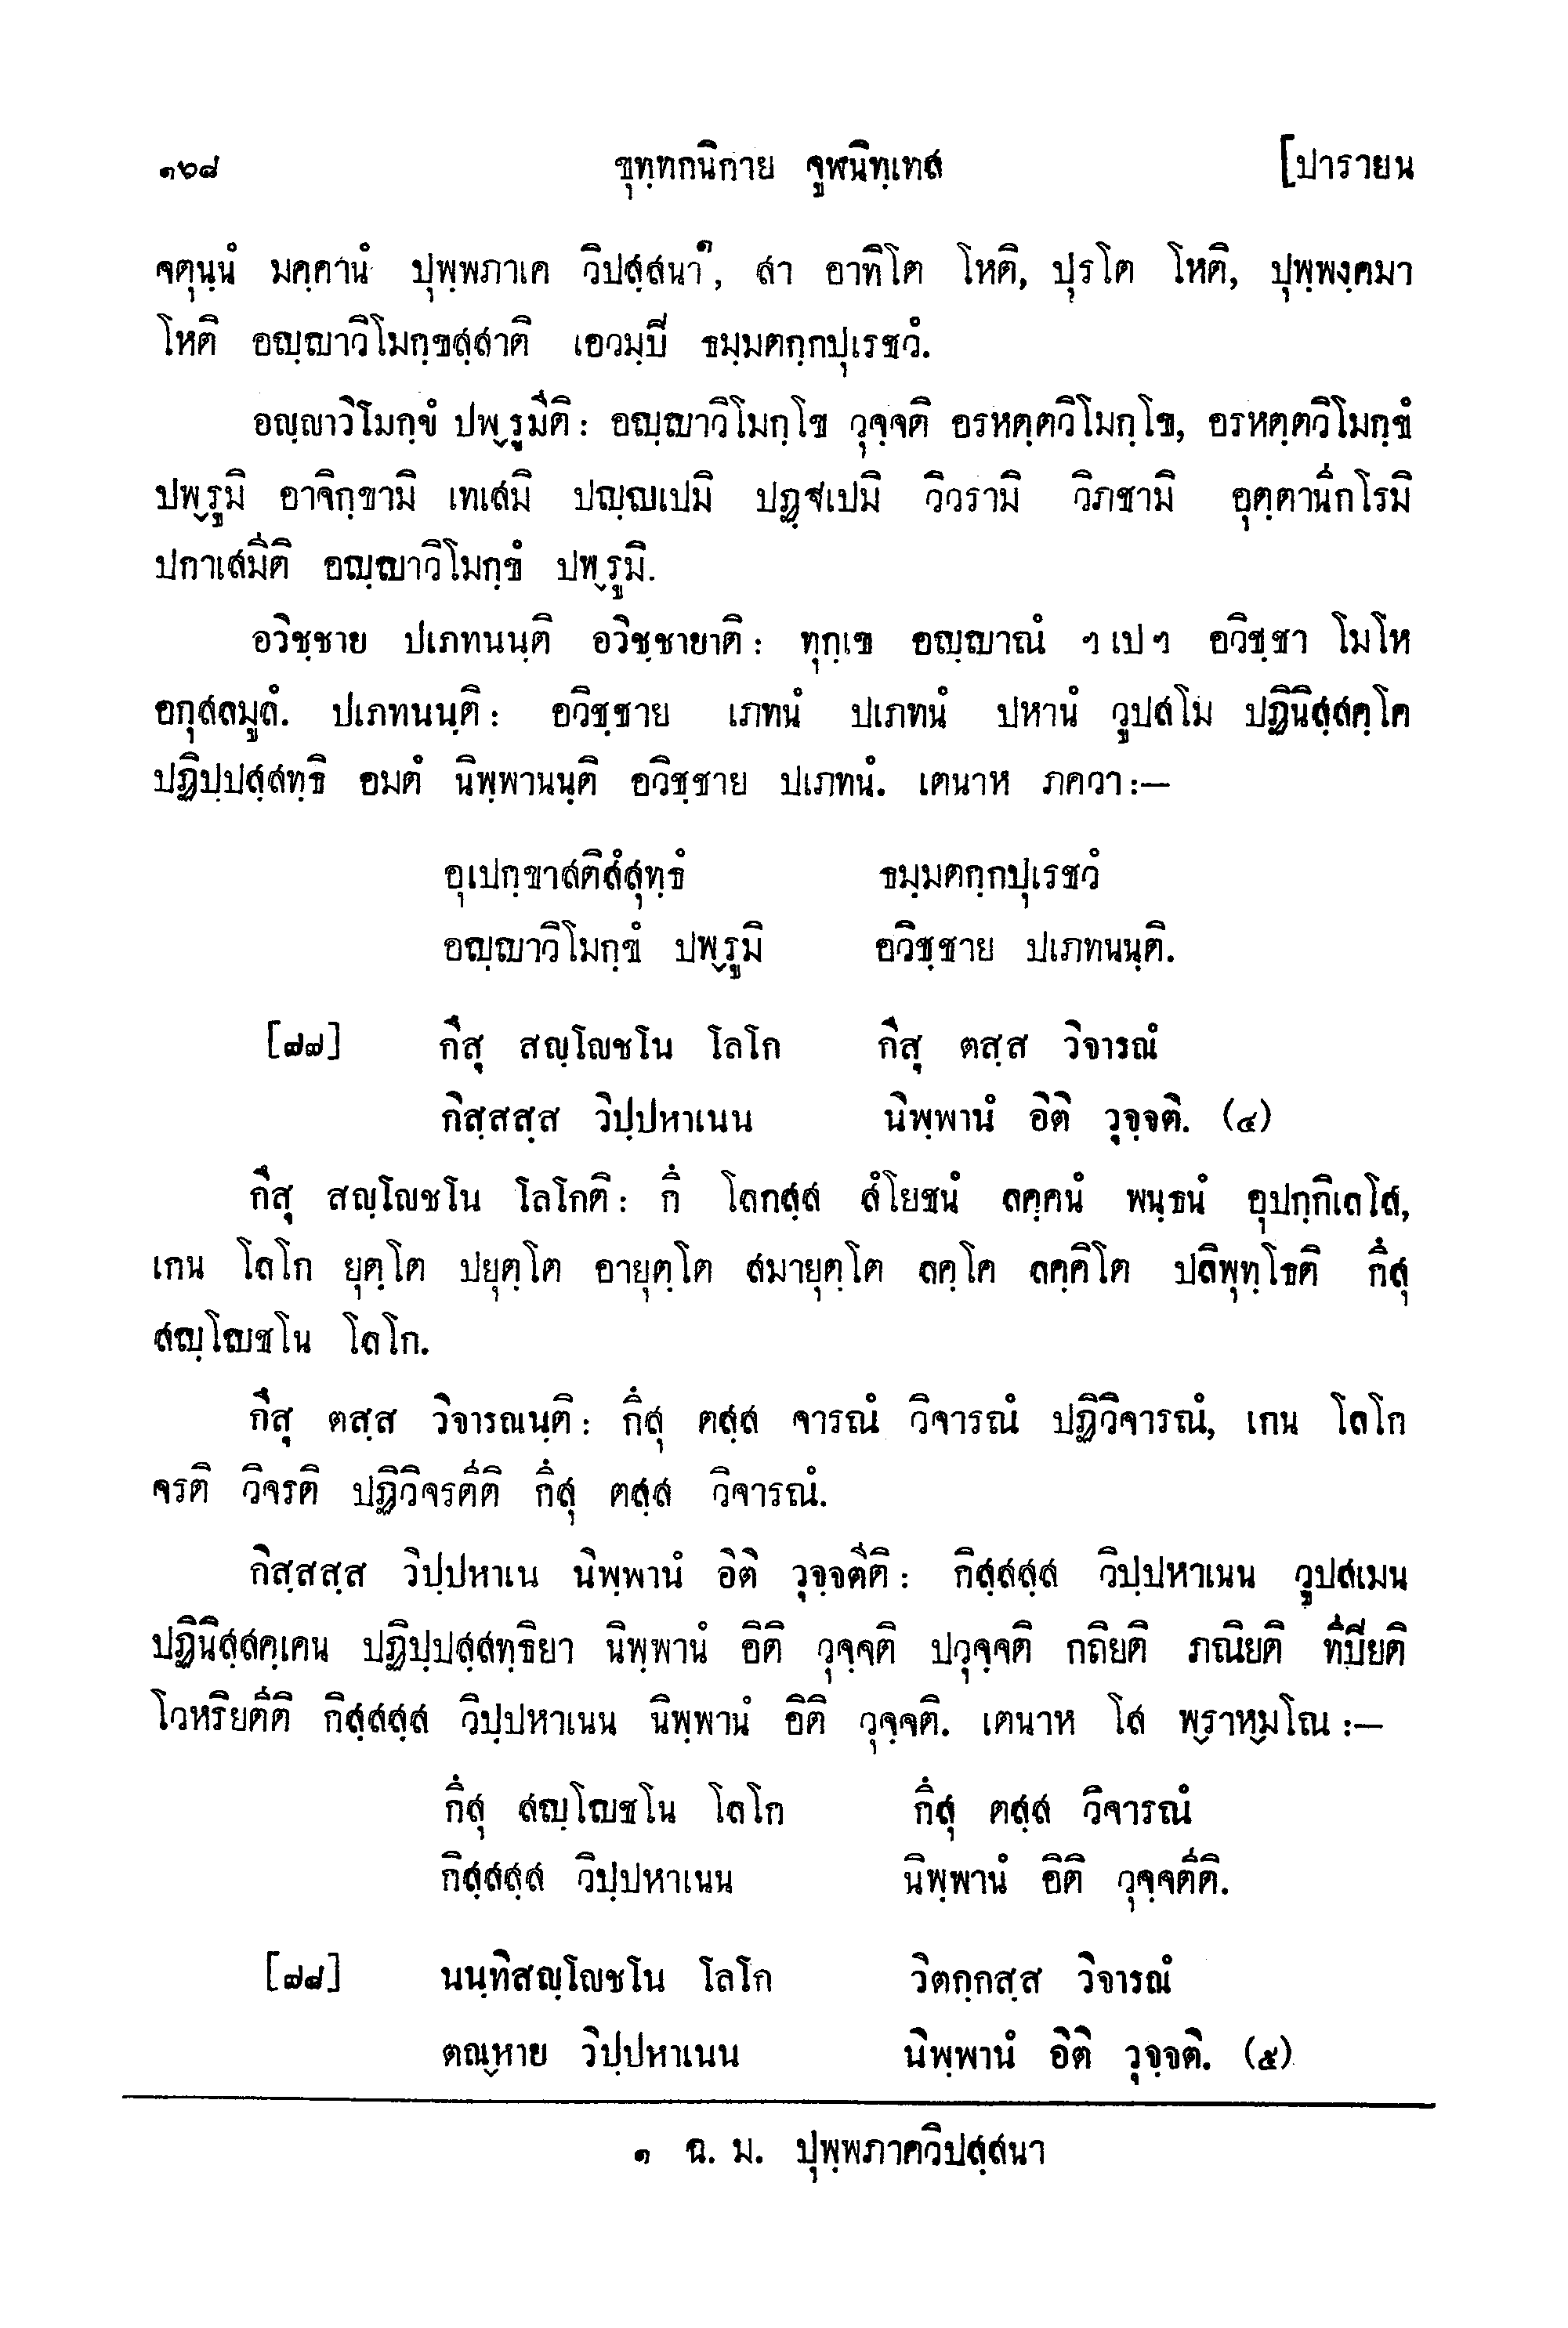 ๑๖๘ ขุทฺทกนิกาย จูฬนิทฺเทส [ปารายน
จตุนฺนํ มคฺคานํ ปุพฺพภาเค วิปสฺสนา๑, สา อาทิโต โหติ, ปุรโต โหติ, ปุพฺพงฺคมา
โหติ อญฺญาวิโมกฺขสฺสาติ เอวมฺปิ ธมฺมตกฺกปุเรชวํ.
อญฺญาวิโมกฺขํ ปพฺรูมีติ: อญฺญาวิโมกฺโข วุจฺจติ อรหตฺตวิโมกฺโข, อรหตฺตวิโมกฺขํ
ปพฺรูมิ อาจิกฺขามิ เทเสมิ ปญฺญเปมิ ปฏฺฐเปมิ วิวรามิ วิภชามิ อุตฺตานีกโรมิ
ปกาเสมีติ อญฺญาวิโมกฺขํ ปพฺรูมิ.
อวิชฺชาย ปเภทนนฺติ อวิชฺชายาติ: ทุกฺเข อญฺญาณํ ฯเปฯ อวิชฺชา โมโห
อกุสลมูลํ. ปเภทนนฺติ: อวิชฺชาย เภทนํ ปเภทนํ ปหานํ วูปสโม ปฏินิสฺสคฺโค
ปฏิปฺปสฺสทฺธิ อมตํ นิพฺพานนฺติ อวิชฺชาย ปเภทนํ. เตนาห ภควา:—
อุเปกฺขาสติสํสุทฺธํ ธมฺมตกฺกปุเรชวํ
อญฺญาวิโมกฺขํ ปพฺรูมิ อวิชฺชาย ปเภทนนฺติ.
[๗๗] กึสุ สญฺโญชโน โลโก กึสุ ตสฺส วิจารณํ
กิสฺสสฺส วิปฺปหาเนน นิพฺพานํ อิติ วุจฺจติ. (๔)
กึสุ สญฺโญชโน โลโกติ: กึ โลกสฺส สํโยชนํ ลคฺคนํ พนฺธนํ อุปกฺกิเลโส,
เกน โลโก ยุตฺโต ปยุตฺโต อายุตฺโต สมายุตฺโต ลคฺโค ลคฺคิโต ปลิพุทฺโธติ กึสุ
สญฺโญชโน โลโก.
กึสุ ตสฺส วิจารณนฺติ: กึสุ ตสฺส จารณํ วิจารณํ ปฏิวิจารณํ, เกน โลโก
จรติ วิจรติ ปฏิวิจรตีติ กึสุ ตสฺส วิจารณํ.
กิสฺสสฺส วิปฺปหาเน นิพฺพานํ อิติ วุจฺจตีติ: กิสฺสสฺส วิปฺปหาเนน วูปสเมน
ปฏินิสฺสคฺเคน ปฏิปฺปสฺสทฺธิยา นิพฺพานํ อิติ วุจฺจติ ปวุจฺจติ กถิยติ ภณิยติ ทีปิยติ
โวหริยตีติ กิสฺสสฺส วิปฺปหาเนน นิพฺพานํ อิติ วุจฺจติ. เตนาห โส พฺราหฺมโณ:—
กึสุ สญฺโญชโน โลโก กึสุ ตสฺส วิจารณํ
กิสฺสสฺส วิปฺปหาเนน นิพฺพานํ อิติ วุจฺจตีติ.
[๗๘] นนฺทิสญฺโญชโน โลโก วิตกฺกสฺส วิจารณํ
ตณฺหาย วิปฺปหาเนน นิพฺพานํ อิติ วุจฺจติ. (๕)
๑ ฉ. ม. ปุพฺพภาควิปสฺสนา